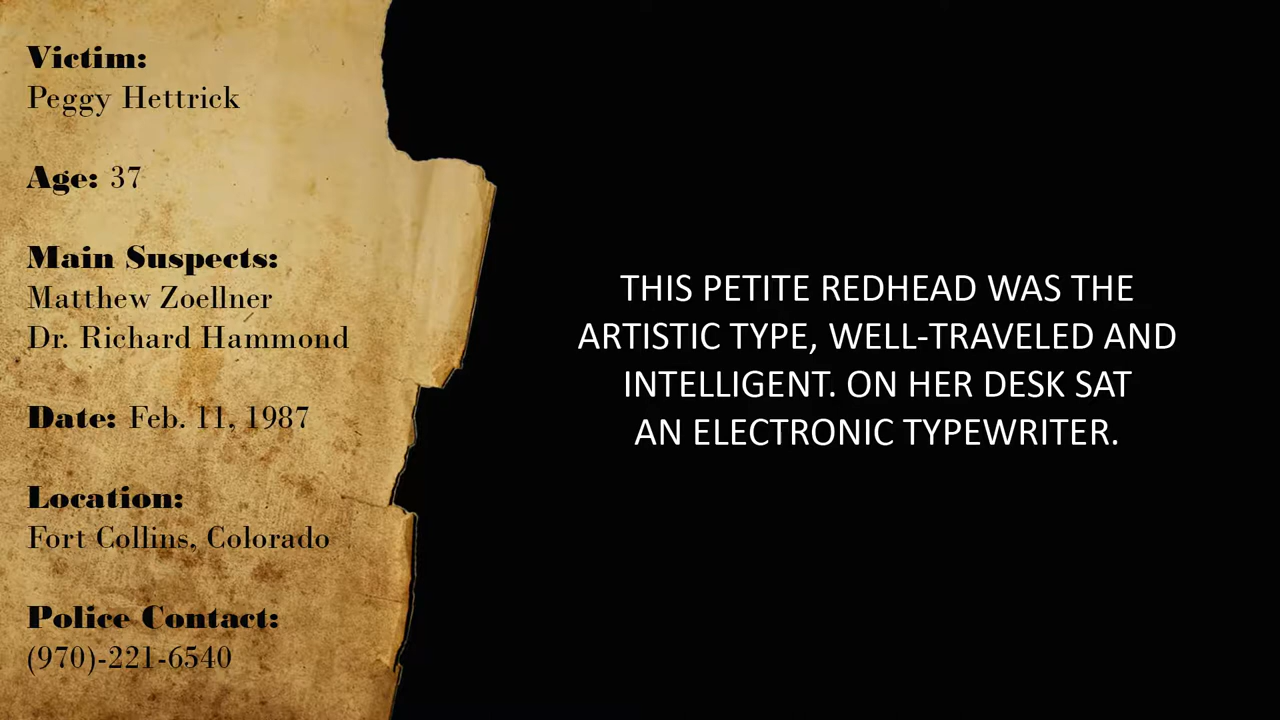 Victim:
Peggy Hettrick
Age: 37
Main Suspects:
Matthew Zoellner
Dr. Richard Hammond
Date: Feb. 11, 1987
Location:
Fort Collins, Colorado
Police Contact:
(970)-221-6540
THIS PETITE REDHEAD WAS THE
ARTISTIC TYPE, WELL-TRAVELED AND
INTELLIGENT. ON HER DESK SAT
AN ELECTRONIC TYPEWRITER.